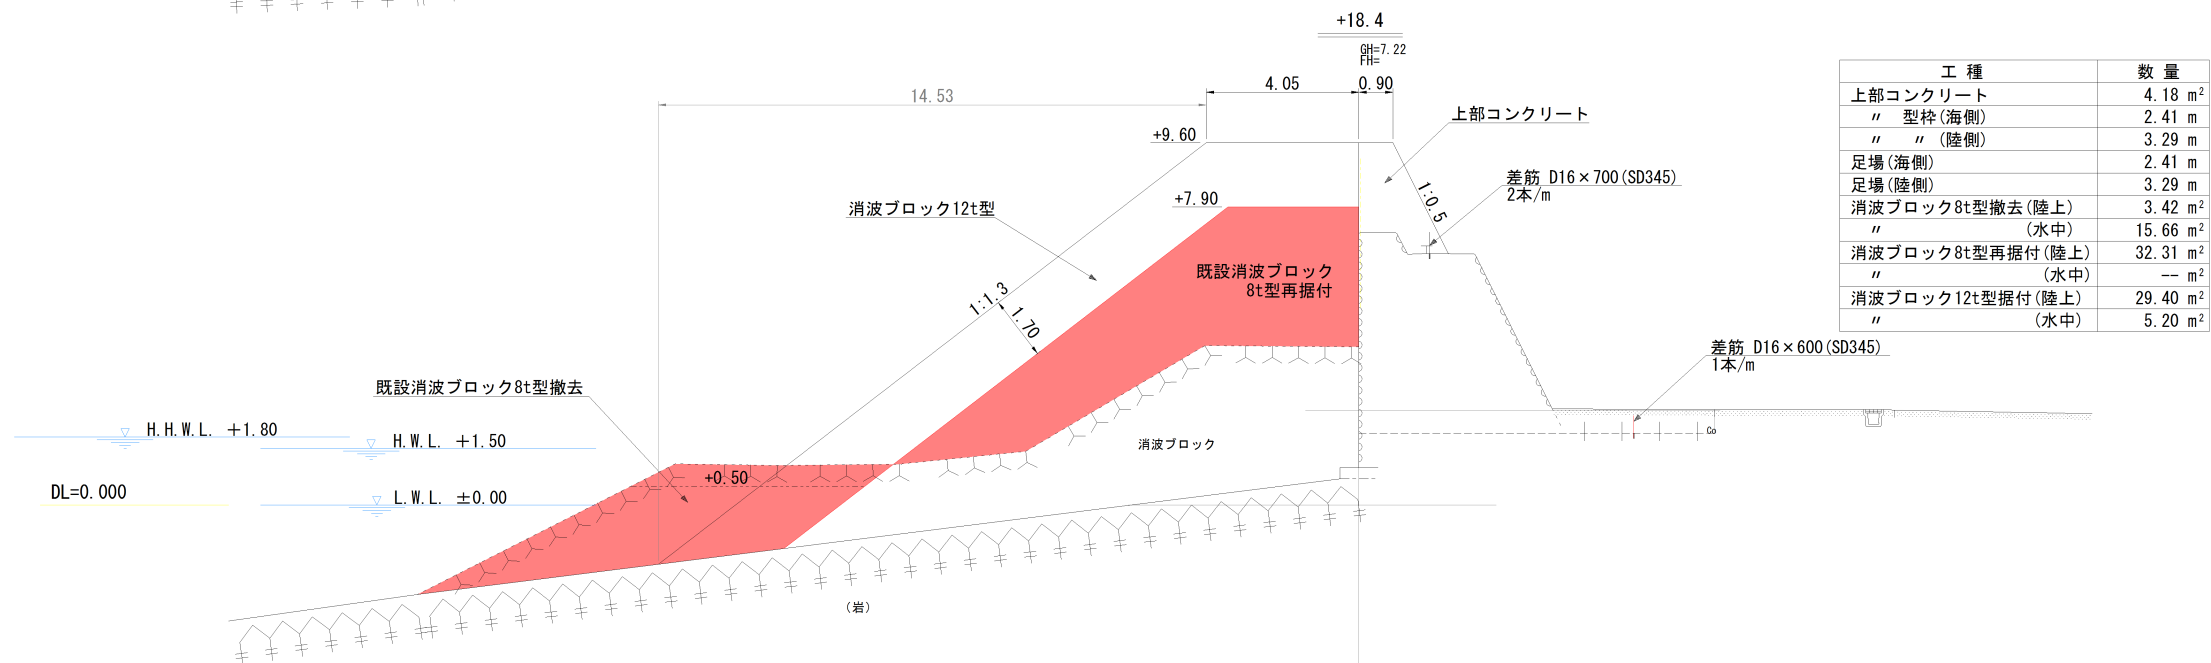 +18.4
GH=7.22
FH=
14.53
4.05
0.90
+9.60
+7.90
上部コンクリート
差筋 D16×700(SD345)
2本/m
1:0.5
消波ブロック12t型
既設消波ブロック
8t型再据付
1:1.3
1.70
差筋 D16×600(SD345)
1本/m
既設消波ブロック8t型撤去
H.H.W.L. +1.80
H.W.L. +1.50
消波ブロック
Co
+0.50
DL=0.000
L.W.L. ±0.00
(岩)
工 種 数 量
上部コンクリート 4.18 m²
〃 型枠(海側) 2.41 m
〃 〃 (陸側) 3.29 m
足場(海側) 2.41 m
足場(陸側) 3.29 m
消波ブロック8t型撤去(陸上) 3.42 m²
〃 (水中) 15.66 m²
消波ブロック8t型再据付(陸上) 32.31 m²
〃 (水中) -- m²
消波ブロック12t型据付(陸上) 29.40 m²
〃 (水中) 5.20 m²